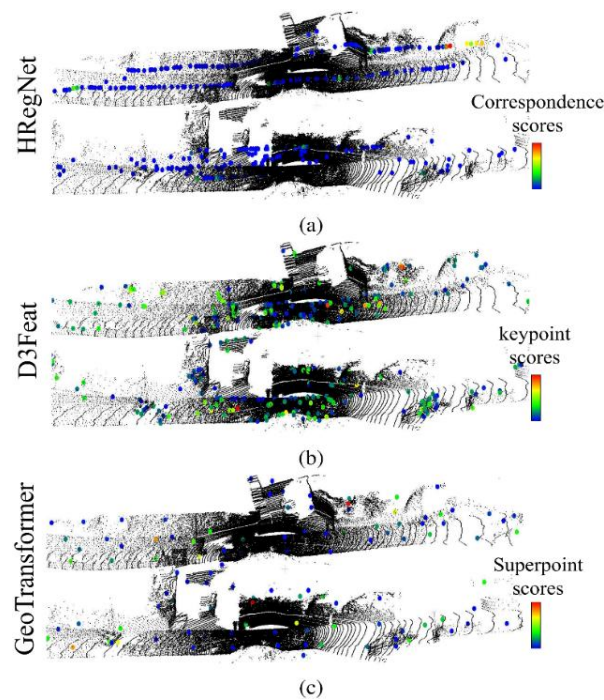 HRegNet
Correspondence
scores
(a)
D3Feat
keypoint
scores
(b)
GeoTransformer
Superpoint
scores
(c)